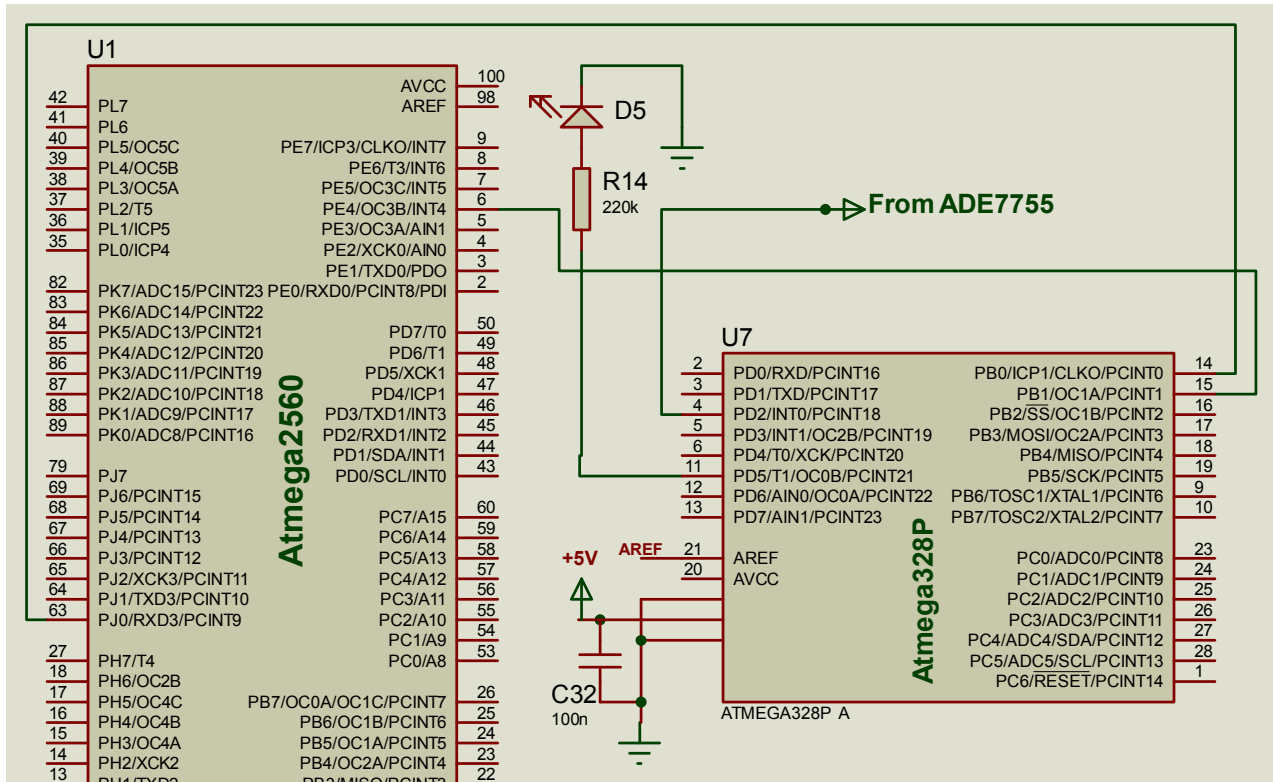 U1
AVCC 100
AREF 98
42 PL7
41 PL6
40 PL5/OC5C
39 PL4/OC5B
38 PL3/OC5A
37 PL2/T5
36 PL1/ICP5
35 PL0/ICP4
PE7/ICP3/CLKO/INT7 9
PE6/T3/INT6 8
PE5/OC3C/INT5 7
PE4/OC3B/INT4 6
PE3/OC3A/AIN1 5
PE2/XCK0/AIN0 4
PE1/TXD0/PDO 3
PE0/RXD0/PCINT8/PDI 2
82 PK7/ADC15/PCINT23
83 PK6/ADC14/PCINT22
84 PK5/ADC13/PCINT21
85 PK4/ADC12/PCINT20
86 PK3/ADC11/PCINT19
87 PK2/ADC10/PCINT18
88 PK1/ADC9/PCINT17
89 PK0/ADC8/PCINT16
PD7/T0 50
PD6/T1 49
PD5/XCK1 48
PD4/ICP1 47
PD3/TXD1/INT3 46
PD2/RXD1/INT2 45
PD1/SDA/INT1 44
PD0/SCL/INT0 43
79 PJ7
69 PJ6/PCINT15
68 PJ5/PCINT14
67 PJ4/PCINT13
66 PJ3/PCINT12
65 PJ2/XCK3/PCINT11
64 PJ1/TXD3/PCINT10
63 PJ0/RXD3/PCINT9
PC7/A15 60
PC6/A14 59
PC5/A13 58
PC4/A12 57
PC3/A11 56
PC2/A10 55
PC1/A9 54
PC0/A8 53
27 PH7/T4
18 PH6/OC2B
17 PH5/OC4C
16 PH4/OC4B
15 PH3/OC4A
14 PH2/XCK2
13
PB7/OC0A/OC1C/PCINT7 26
PB6/OC1B/PCINT6 25
PB5/OC1A/PCINT5 24
PB4/OC2A/PCINT4 23
22
Atmega2560
D5
R14
220k
From ADE7755
U7
2 PD0/RXD/PCINT16
3 PD1/TXD/PCINT17
4 PD2/INT0/PCINT18
5 PD3/INT1/OC2B/PCINT19
6 PD4/T0/XCK/PCINT20
11 PD5/T1/OC0B/PCINT21
12 PD6/AIN0/OC0A/PCINT22
13 PD7/AIN1/PCINT23
AREF 21 AREF
20 AVCC
PB0/ICP1/CLKO/PCINT0 14
PB1/OC1A/PCINT1 15
PB2/SS/OC1B/PCINT2 16
PB3/MOSI/OC2A/PCINT3 17
PB4/MISO/PCINT4 18
PB5/SCK/PCINT5 19
PB6/TOSC1/XTAL1/PCINT6 9
PB7/TOSC2/XTAL2/PCINT7 10
PC0/ADC0/PCINT8 23
PC1/ADC1/PCINT9 24
PC2/ADC2/PCINT10 25
PC3/ADC3/PCINT11 26
PC4/ADC4/SDA/PCINT12 27
PC5/ADC5/SCL/PCINT13 28
PC6/RESET/PCINT14 1
Atmega328P
ATMEGA328P A
+5V
C32
100n